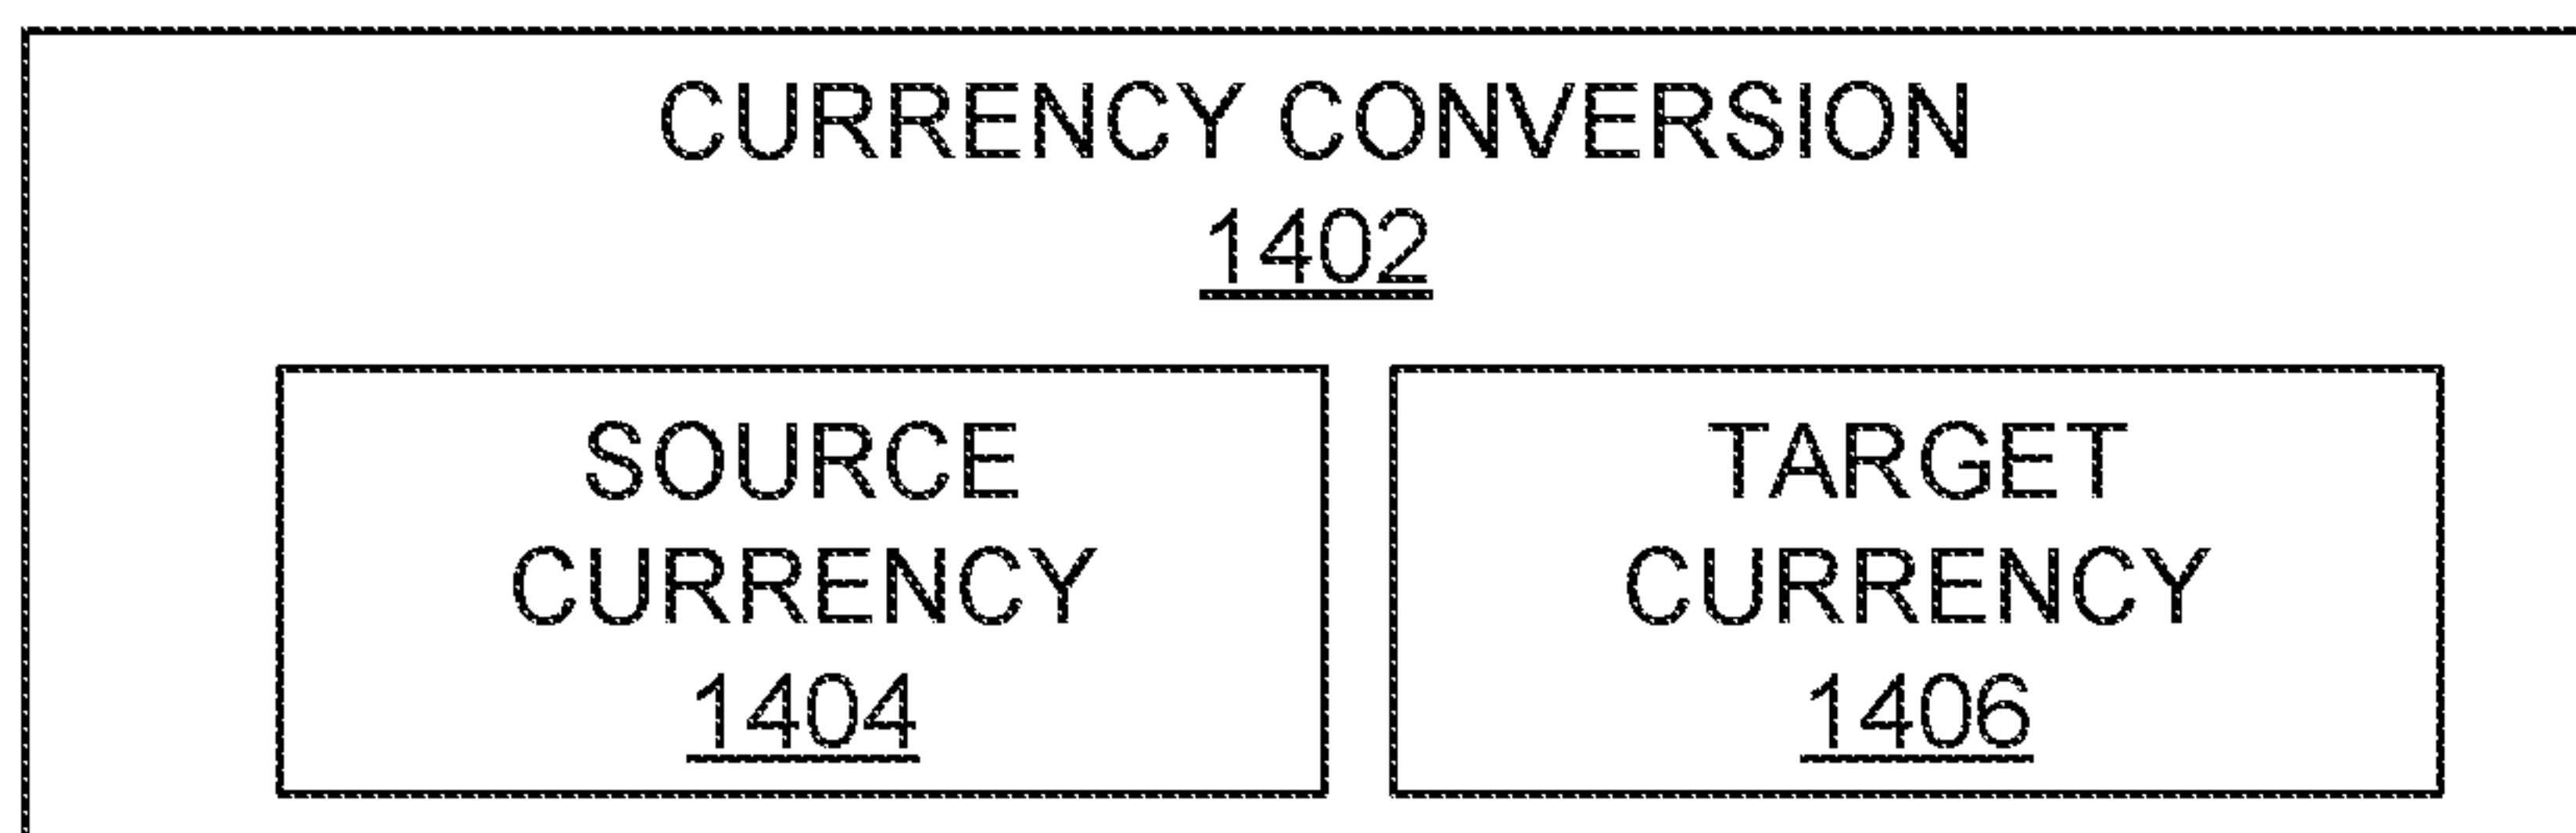 CURRENCY CONVERSION
1402
SOURCE
CURRENCY
1404
TARGET
CURRENCY
1406